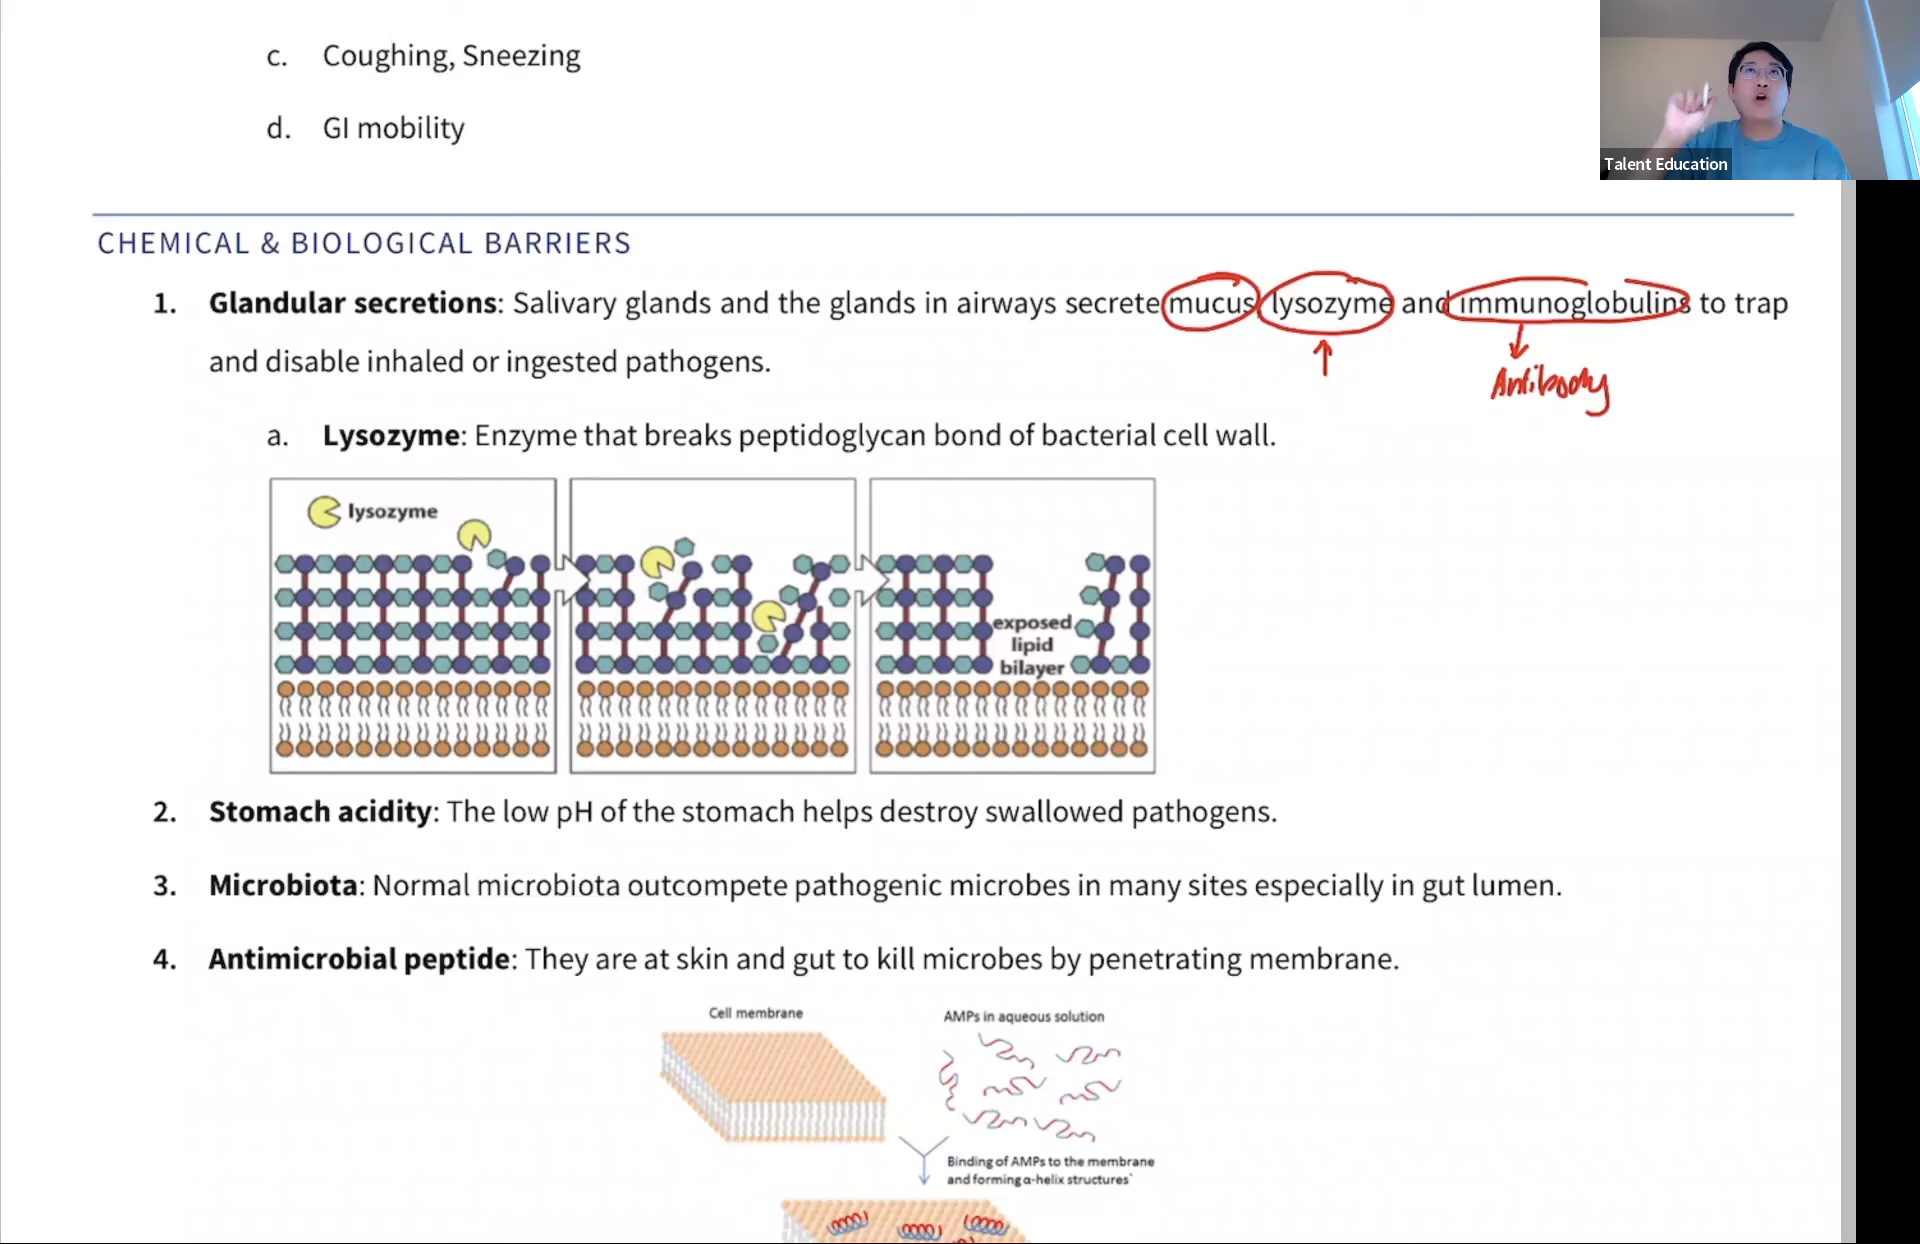 c. Coughing, Sneezing
d. GI mobility
Talent Education
CHEMICAL & BIOLOGICAL BARRIERS
1. Glandular secretions: Salivary glands and the glands in airways secrete mucus, lysozyme and immunoglobulins to trap
and disable inhaled or ingested pathogens.
Antibody
a. Lysozyme: Enzyme that breaks peptidoglycan bond of bacterial cell wall.
lysozyme
exposed
lipid
bilayer
2. Stomach acidity: The low pH of the stomach helps destroy swallowed pathogens.
3. Microbiota: Normal microbiota outcompete pathogenic microbes in many sites especially in gut lumen.
4. Antimicrobial peptide: They are at skin and gut to kill microbes by penetrating membrane.
Cell membrane
AMPs in aqueous solution
Binding of AMPs to the membrane
and forming α-helix structures`